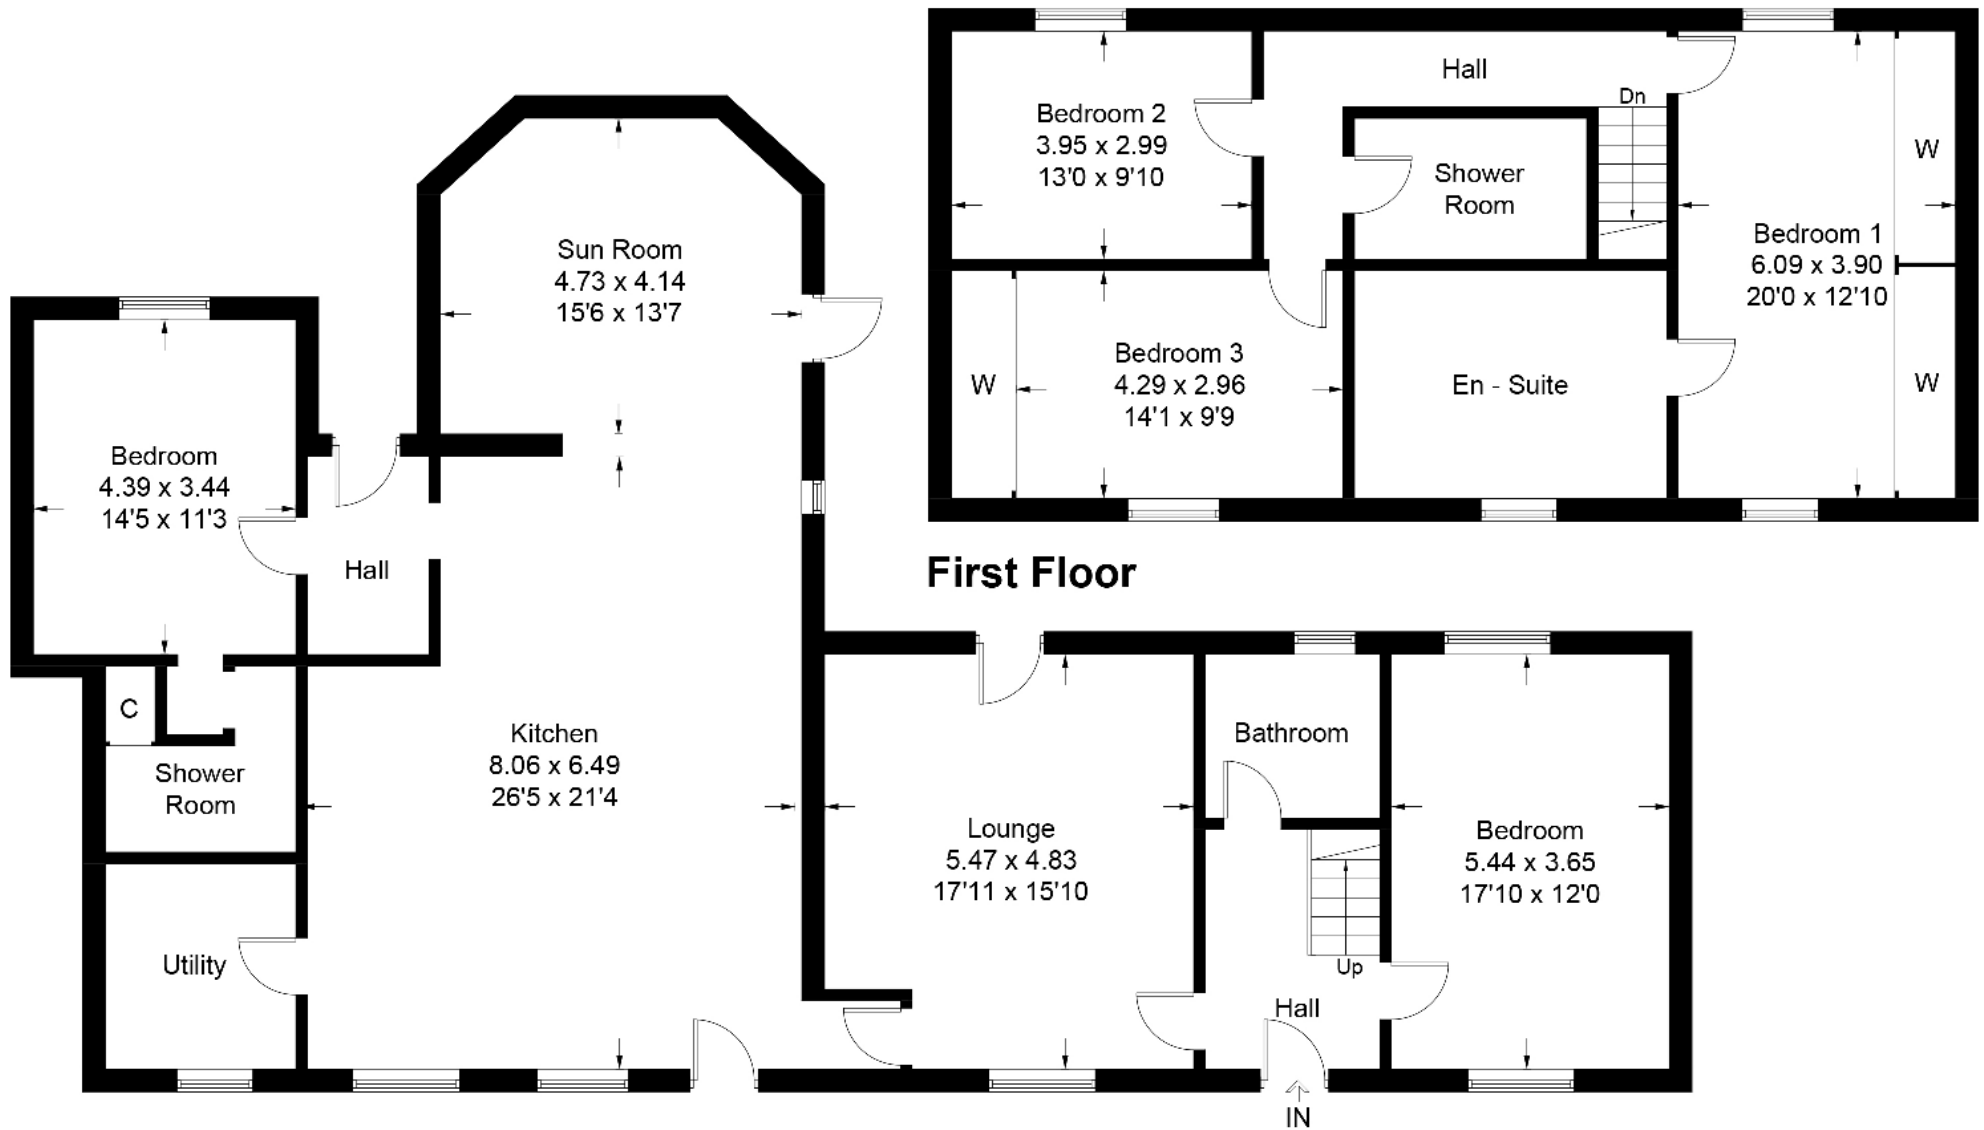 Hall
Dn
Bedroom 2
3.95 x 2.99
13'0 x 9'10
Shower
Room
W
Bedroom 1
6.09 x 3.90
20'0 x 12'10
Bedroom 3
4.29 x 2.96
14'1 x 9'9
W
En - Suite
W
First Floor
Sun Room
4.73 x 4.14
15'6 x 13'7
Bedroom
4.39 x 3.44
14'5 x 11'3
Hall
C
Shower
Room
Kitchen
8.06 x 6.49
26'5 x 21'4
Utility
Lounge
5.47 x 4.83
17'11 x 15'10
Bathroom
Bedroom
5.44 x 3.65
17'10 x 12'0
Up
Hall
IN